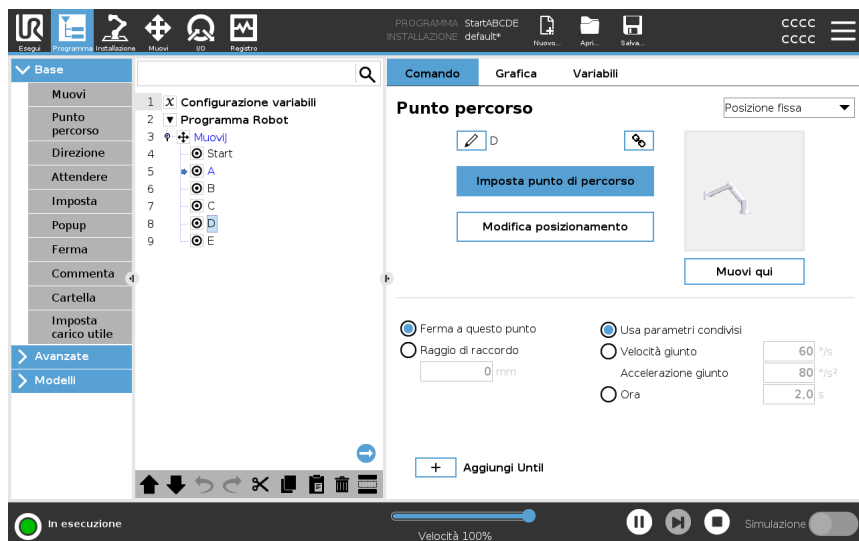 UR
Esegui
Programma
Installazione
Muovi
I/O
Registro
PROGRAMMA StartABCDE
INSTALLAZIONE default*
Nuovo...
Apri...
Salva...
CCCC
CCCC
Base
Muovi
Punto
percorso
Direzione
Attendere
Imposta
Popup
Ferma
Commenta
Cartella
Imposta
carico utile
Avanzate
Modelli
1 X Configurazione variabili
2 Programma Robot
3 MuoviJ
4 Start
5 A
6 B
7 C
8 D
9 E
Comando Grafica Variabili
Punto percorso
Posizione fissa
D
Imposta punto di percorso
Modifica posizionamento
Muovi qui
Ferma a questo punto
Raggio di raccordo
0 mm
Usa parametri condivisi
Velocità giunto 60 °/s
Accelerazione giunto 80 °/s²
Ora 2,0 s
+ Aggiungi Until
In esecuzione
Velocità 100%
Simulazione